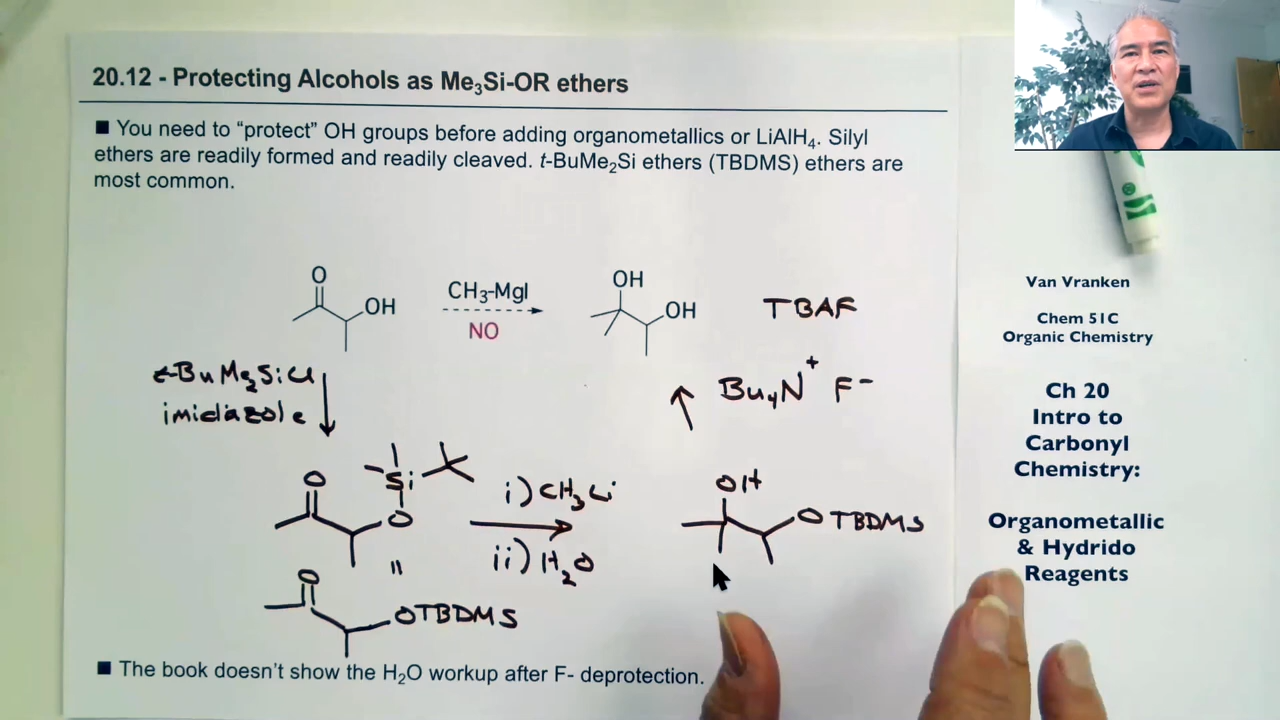 20.12 - Protecting Alcohols as Me₃Si-OR ethers
■ You need to “protect” OH groups before adding organometallics or LiAlH₄. Silyl
ethers are readily formed and readily cleaved. t-BuMe₂Si ethers (TBDMS) ethers are
most common.
O
OH
CH₃-MgI
NO
OH
OH
TBAF
t-BuMe₂SiCl
imidazole
Bu₄N⁺ F⁻
O
Si
O
i) CH₃Li
ii) H₂O
OH
OTBDMS
O
OTBDMS
■ The book doesn’t show the H₂O workup after F- deprotection.
Van Vranken
Chem 51C
Organic Chemistry
Ch 20
Intro to
Carbonyl
Chemistry:
Organometallic
& Hydrido
Reagents